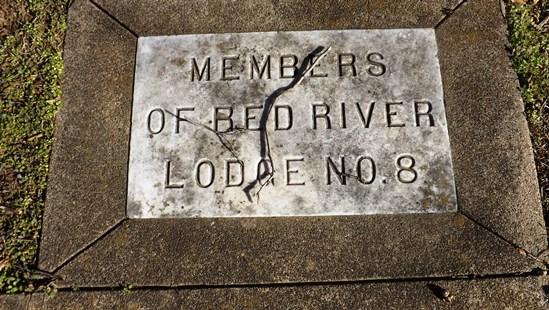 MEMBERS
OF RED RIVER
LODGE NO. 8